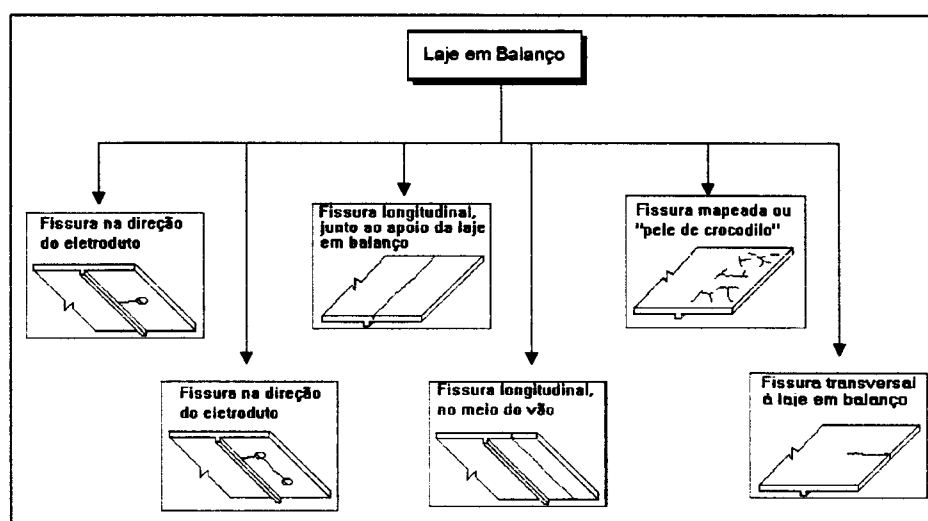 Laje em Balanço
Fissura na direção
do eletroduto
Fissura longitudinal,
junto ao apoio da laje
em balanço
Fissura mapeada ou
"pele de crocodilo"
Fissura na direção
do eletroduto
Fissura longitudinal,
no meio do vão
Fissura transversal
à laje em balanço